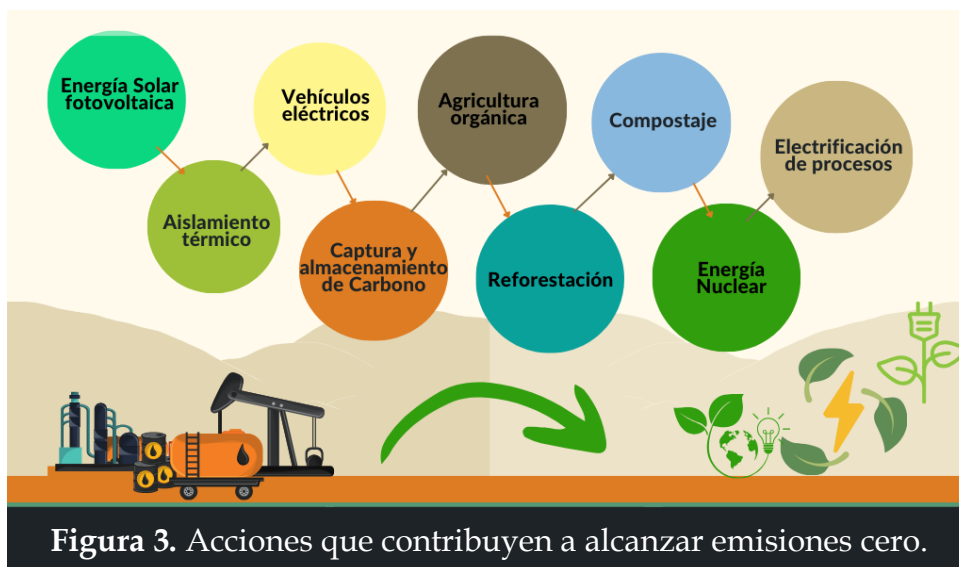 Energía Solar
fotovoltaica
Aislamiento
térmico
Vehículos
eléctricos
Captura y
almacenamiento
de Carbono
Agricultura
orgánica
Reforestación
Compostaje
Energía
Nuclear
Electrificación
de procesos
Figura 3. Acciones que contribuyen a alcanzar emisiones cero.